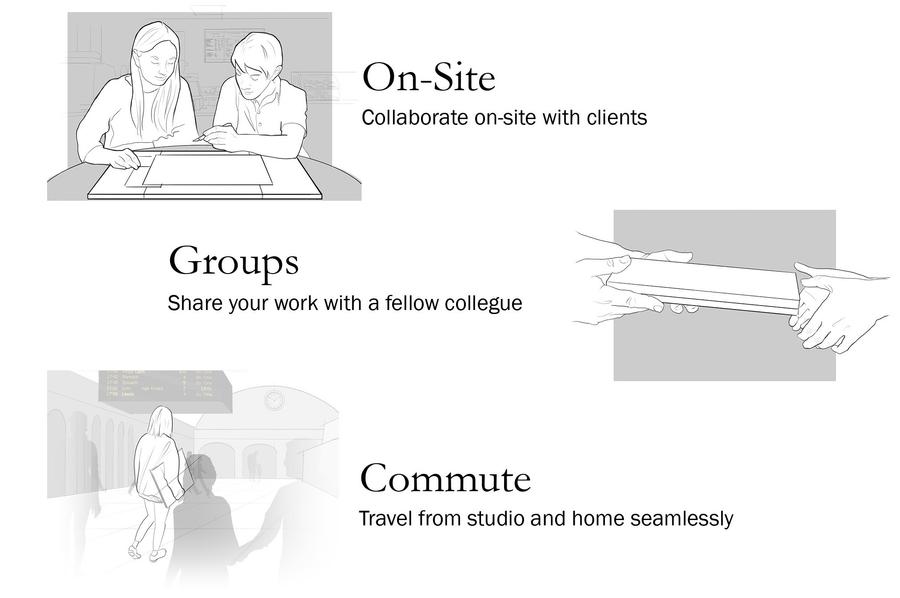 On-Site
Collaborate on-site with clients
Groups
Share your work with a fellow collegue
Commute
Travel from studio and home seamlessly